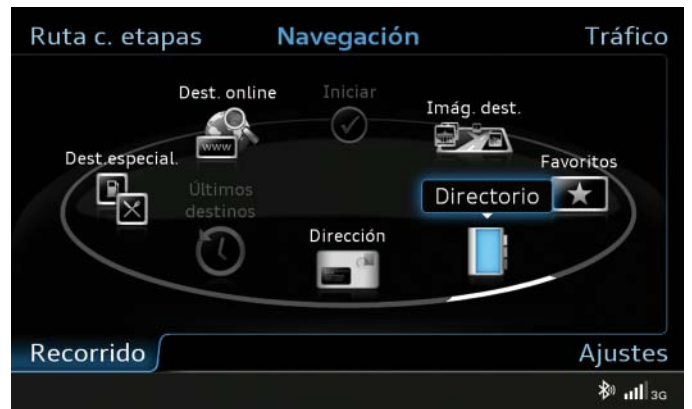 Ruta c. etapas
Navegación
Tráfico
Dest. online
Iniciar
Imág. dest.
www
Dest.especial.
Favoritos
Últimos
destinos
Directorio
Dirección
Recorrido
Ajustes
3G